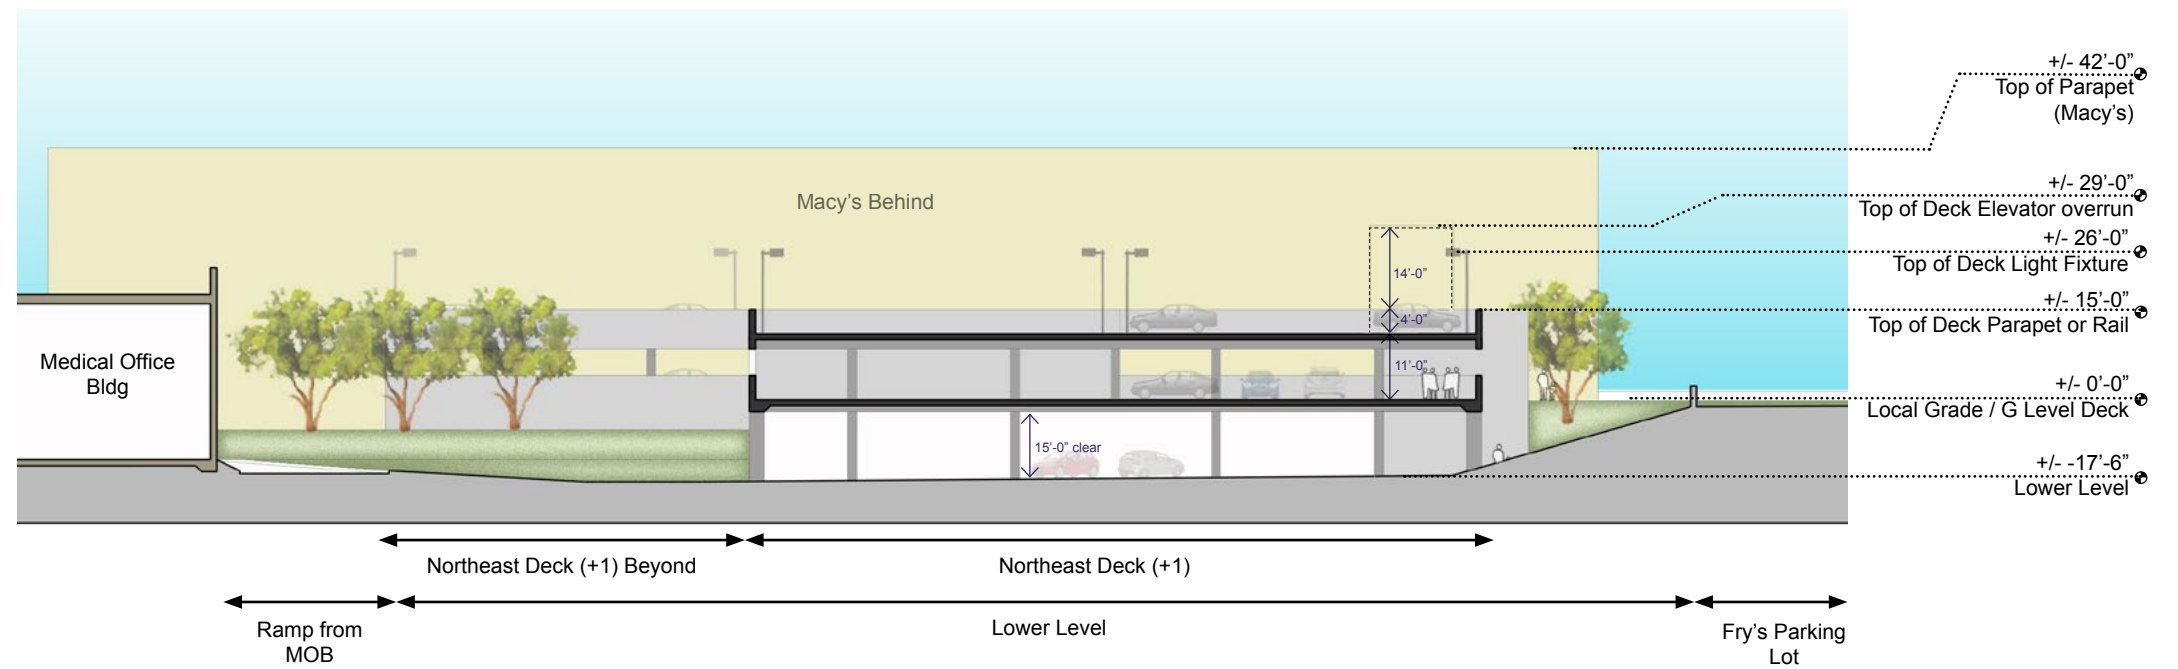 +/- 42’-0”
Top of Parapet
(Macy’s)
Macy’s Behind
+/- 29’-0”
Top of Deck Elevator overrun
+/- 26’-0”
Top of Deck Light Fixture
14’-0”
+/- 15’-0”
Top of Deck Parapet or Rail
4’-0”
Medical Office
Bldg
11’-0”
+/- 0’-0”
Local Grade / G Level Deck
15’-0” clear
+/- -17’-6”
Lower Level
Northeast Deck (+1) Beyond
Northeast Deck (+1)
Ramp from
MOB
Lower Level
Fry’s Parking
Lot